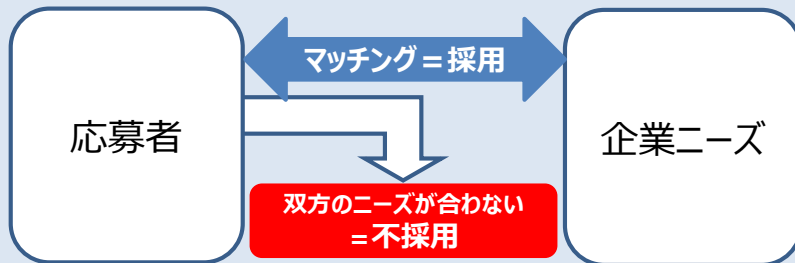 マッチング＝採用
応募者
企業ニーズ
双方のニーズが合わない
＝不採用